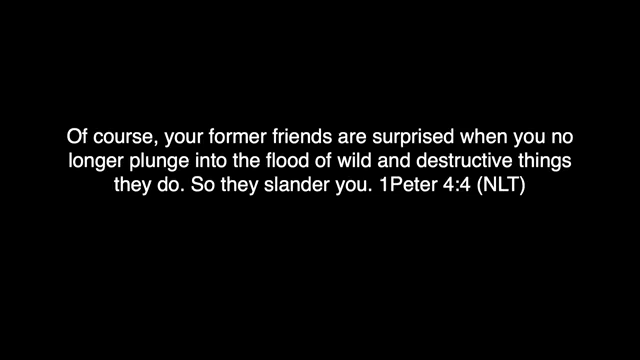 Of course, your former friends are surprised when you no
longer plunge into the flood of wild and destructive things
they do. So they slander you. 1Peter 4:4 (NLT)